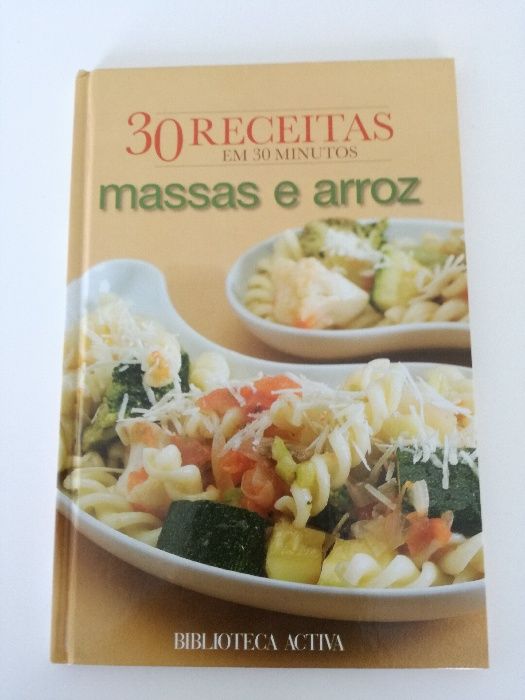 30 RECEITAS
EM 30 MINUTOS
massas e arroz
BIBLIOTECA ACTIVA